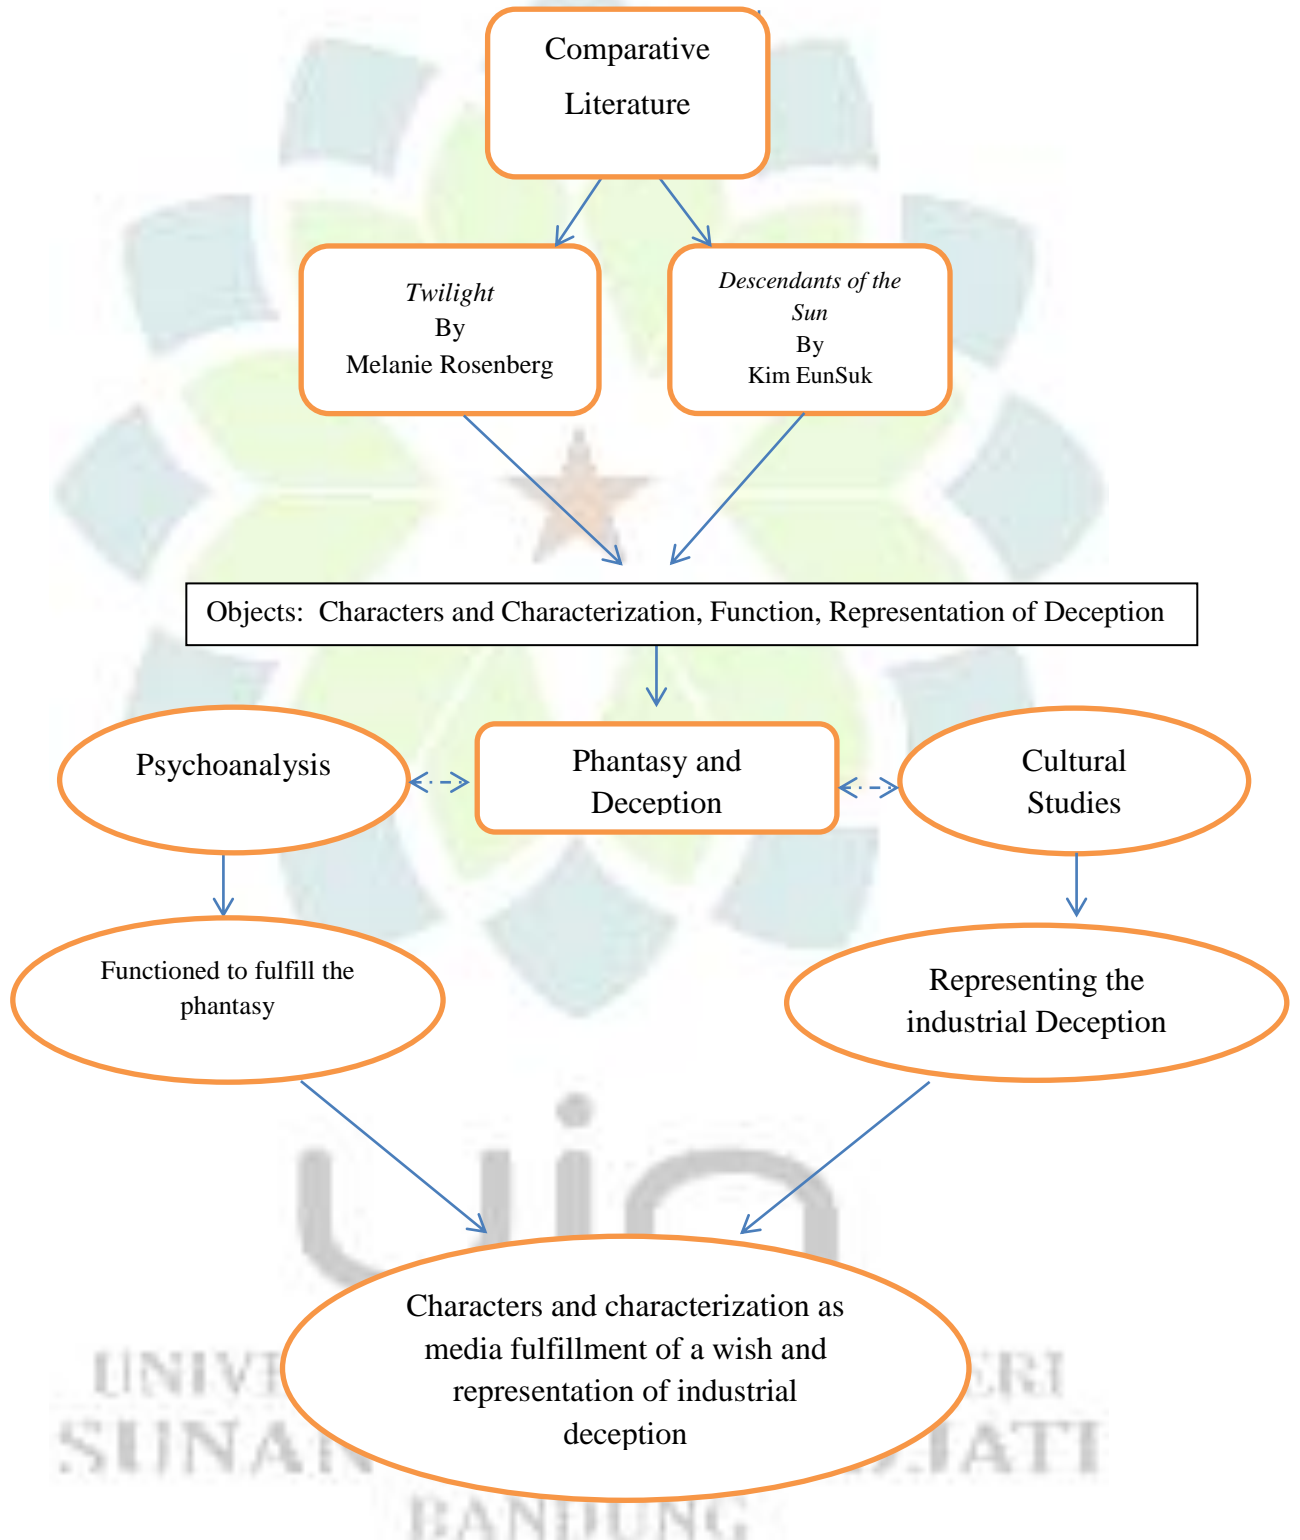 Comparative
Literature
Twilight
By
Melanie Rosenberg
Descendants of the
Sun
By
Kim EunSuk
Objects:  Characters and Characterization, Function, Representation of Deception
Psychoanalysis
Phantasy and
Deception
Cultural
Studies
Functioned to fulfill the
phantasy
Representing the
industrial Deception
uin
Characters and characterization as
media fulfillment of a wish and
representation of industrial
deception
BANDUNG